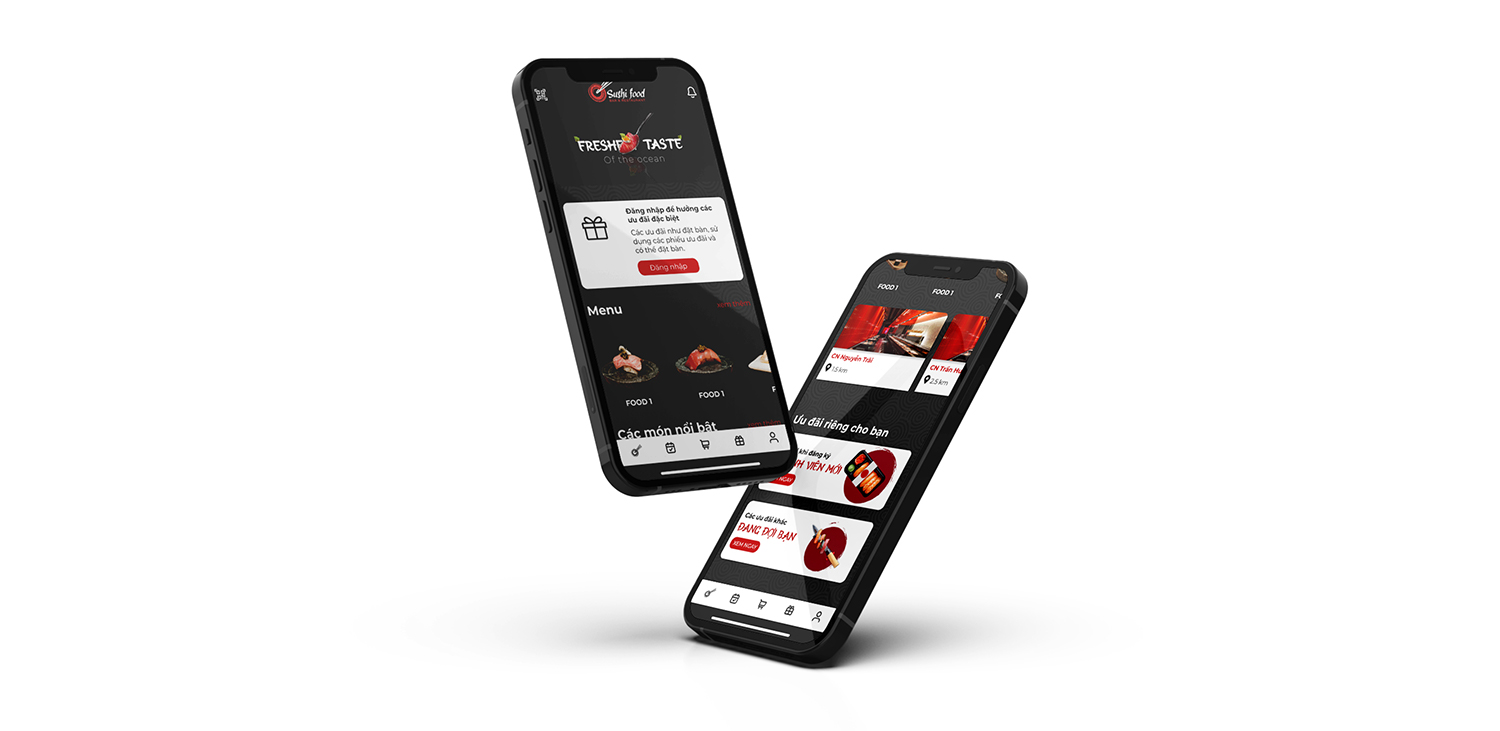 Sushi food
FRESH TASTE
Of the ocean
Đăng nhập để hưởng các
ưu đãi đặc biệt
Các ưu đãi như đặt bàn, sử
dụng các phiếu ưu đãi và
có thể đặt bàn.
Đăng nhập
Menu
FOOD 1
FOOD 1
Các món nổi bật
FOOD 1
FOOD 1
CN Nguyễn Trãi
1.5 km
CN Trần Hư
2.5 km
Ưu đãi riêng cho bạn
khi đăng ký
NH VIÊN MỚI
NGAY
Các ưu đãi khác
ĐANG ĐỢI BẠN
XEM NGAY